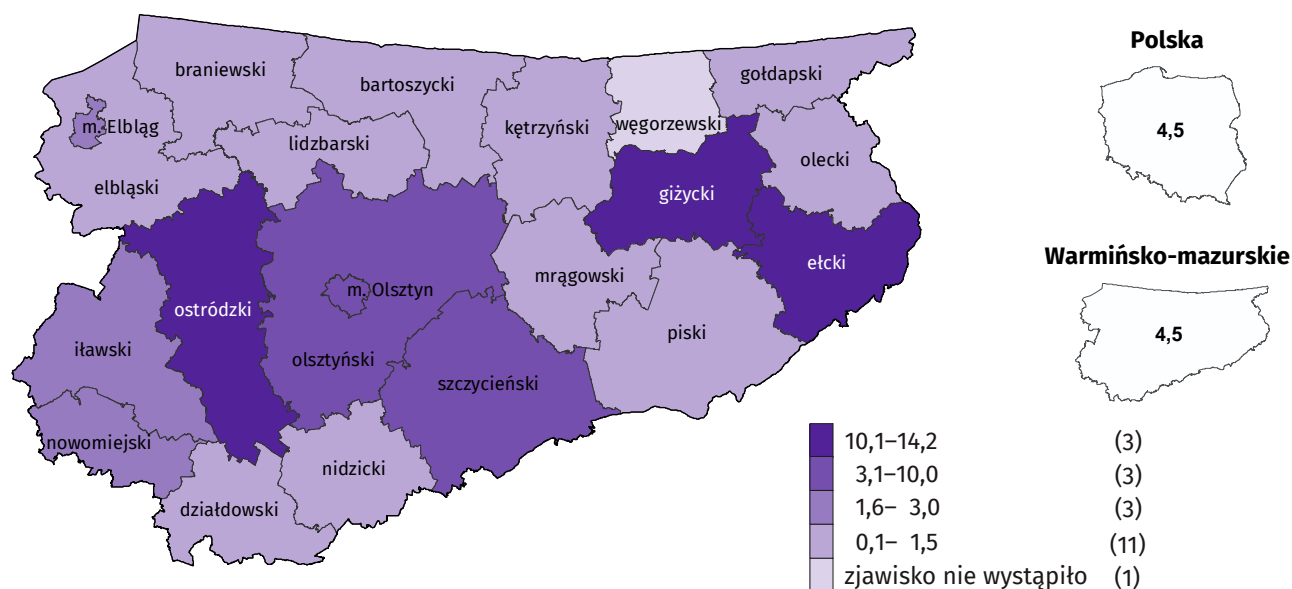 Polska
4,5
braniewski
bartoszycki
gołdapski
m. Elbląg
kętrzyński
węgorzewski
lidzbarski
olecki
elbląski
giżycki
Warmińsko-mazurskie
4,5
ełcki
mrągowski
m. Olsztyn
ostródzki
piski
iławski
olsztyński
szczycieński
nowomiejski
nidzicki
działdowski
10,1–14,2 (3)
3,1–10,0 (3)
1,6– 3,0 (3)
0,1– 1,5 (11)
zjawisko nie wystąpiło (1)